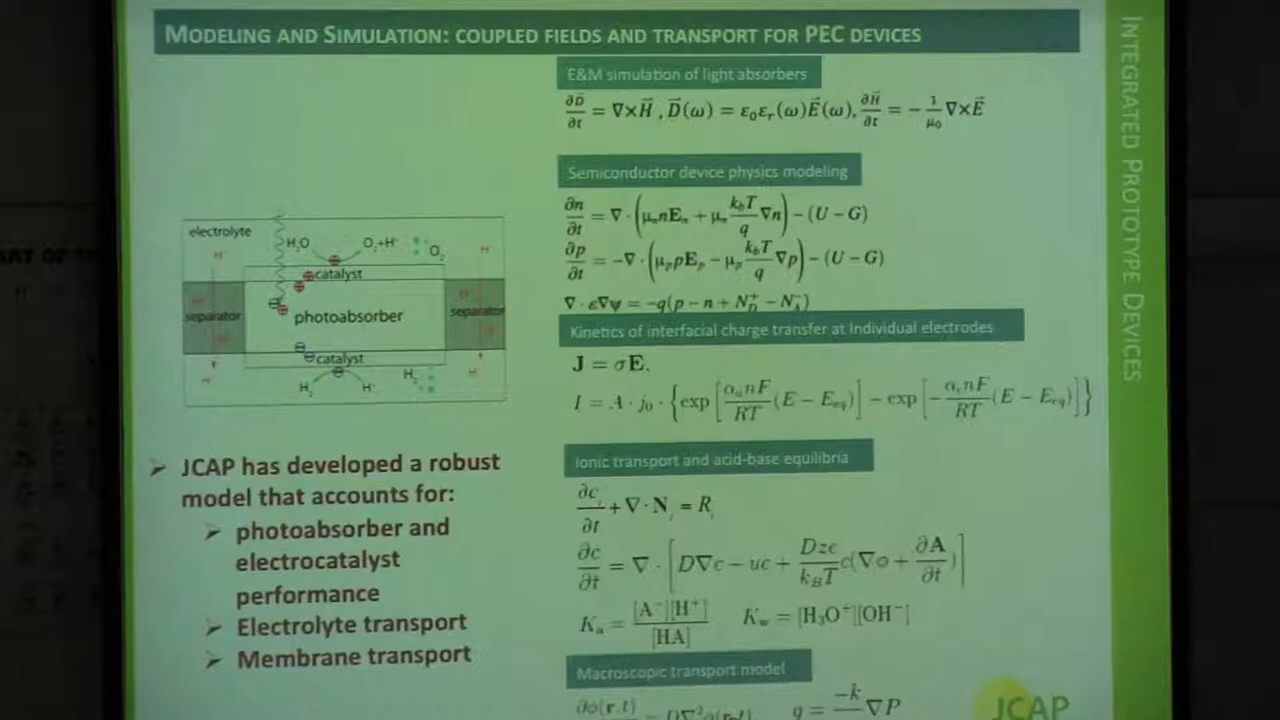 MODELING AND SIMULATION: COUPLED FIELDS AND TRANSPORT FOR PEC DEVICES
INTEGRATED PROTOTYPE DEVICES
E&M simulation of light absorbers
∂D⃗/∂t = ∇×H⃗ , D⃗(ω) = ε₀εᵣ(ω)E⃗(ω), ∂H⃗/∂t = − 1/μ₀ ∇×E⃗
Semiconductor device physics modeling
∂n/∂t = ∇·(μₙnEₙ + μₙ k_bT/q ∇n) − (U − G)
∂p/∂t = −∇·(μₚpEₚ − μₚ k_bT/q ∇p) − (U − G)
∇·ε∇ψ = −q(p − n + N_D⁺ − N_A⁻)
Kinetics of interfacial charge transfer at Individual electrodes
J = σE.
I = A · j₀ · {exp[αₐnF/RT (E − E_eq)] − exp[−α_cnF/RT (E − E_eq)]}
Ionic transport and acid-base equilibria
∂cᵢ/∂t + ∇·Nᵢ = Rᵢ
∂c/∂t = ∇·[D∇c − uc + Dze/k_BT c(∇φ + ∂A/∂t)]
Kₐ = [A⁻][H⁺]/[HA] K_w = [H₃O⁺][OH⁻]
Macroscopic transport model
∂φ(r,t) = D∇²φ(r,t) q = −k ∇P
JCAP
electrolyte
H₂O O₂+H⁺ O₂
H⁺ H⁺
catalyst
separator photoabsorber separator
catalyst
H₂ H⁺ H₂
H⁺ H⁺
➢ JCAP has developed a robust
model that accounts for:
➢ photoabsorber and
electrocatalyst
performance
➢ Electrolyte transport
➢ Membrane transport